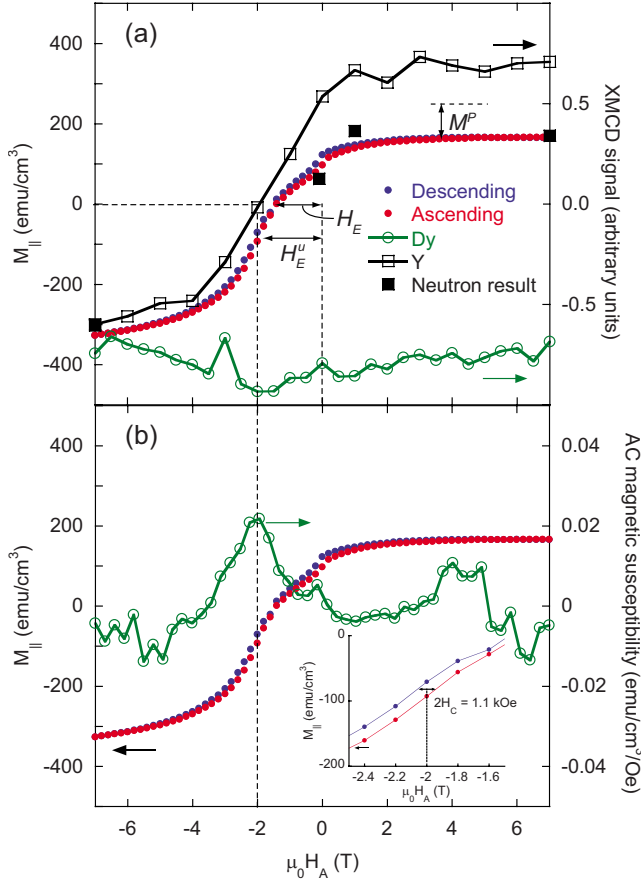 (a)
400
200
0
-200
-400
M∥ (emu/cm³)
0.5
0.0
-0.5
XMCD signal (arbitrary units)
M^P
H_E
H_E^u
Descending
Ascending
Dy
Y
Neutron result
(b)
400
200
0
-200
-400
M∥ (emu/cm³)
0.04
0.02
0
-0.02
-0.04
AC magnetic susceptibility (emu/cm³/Oe)
0
-100
-200
M∥ (emu/cm³)
2H_C = 1.1 kOe
-2.4
-2.2
-2
-1.8
-1.6
μ₀H_A (T)
-6
-4
-2
0
2
4
6
μ₀H_A (T)